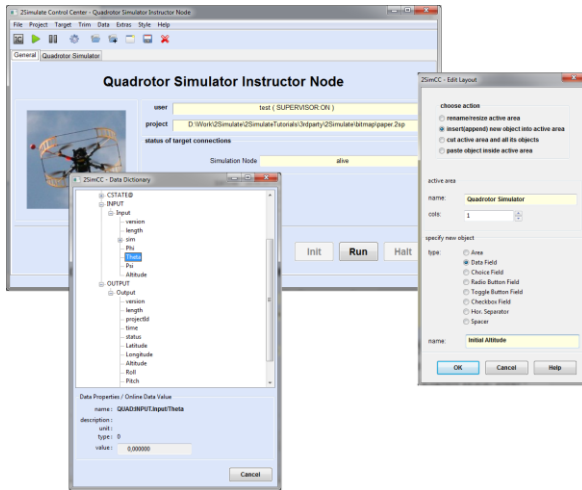 2Simulate Control Center - Quadrotor Simulator Instructor Node
File Project Target Trim Data Extras Style Help
General Quadrotor Simulator
Quadrotor Simulator Instructor Node
user test ( SUPERVISOR:ON )
project D:\Work\2Simulate\2SimulateTutorials\3rdparty\2Simulate\bitmap\paper.2sp
status of target connections
Simulation Node alive
Init Run Halt
2SimCC - Data Dictionary
CSTATE@
INPUT
Input
version
length
sim
Phi
Theta
Psi
Altitude
OUTPUT
Output
version
length
projectId
time
status
Latitude
Longitude
Altitude
Roll
Pitch
Data Properties / Online Data Value
name: QUAD:INPUT.Input/Theta
description:
unit:
type: 0
value: 0,000000
Cancel
2SimCC - Edit Layout
choose action
rename/resize active area
insert(append) new object into active area
cut active area and all its objects
paste object inside active area
active area
name: Quadrotor Simulator
cols: 1
specify new object
type: Area
Data Field
Choice Field
Radio Button Field
Toggle Button Field
Checkbox Field
Hor. Separator
Spacer
name: Initial Altitude
OK Cancel Help